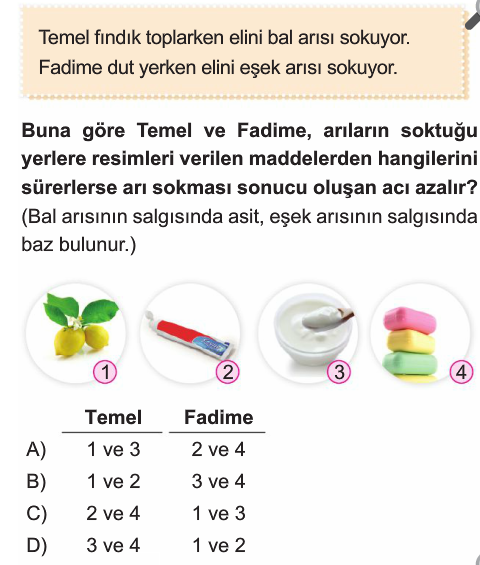 Temel fındık toplarken elini bal arısı sokuyor.
Fadime dut yerken elini eşek arısı sokuyor.
Buna göre Temel ve Fadime, arıların soktuğu
yerlere resimleri verilen maddelerden hangilerini
sürerlerse arı sokması sonucu oluşan acı azalır?
(Bal arısının salgısında asit, eşek arısının salgısında
baz bulunur.)
1 2 3 4
Temel Fadime
A) 1 ve 3 2 ve 4
B) 1 ve 2 3 ve 4
C) 2 ve 4 1 ve 3
D) 3 ve 4 1 ve 2